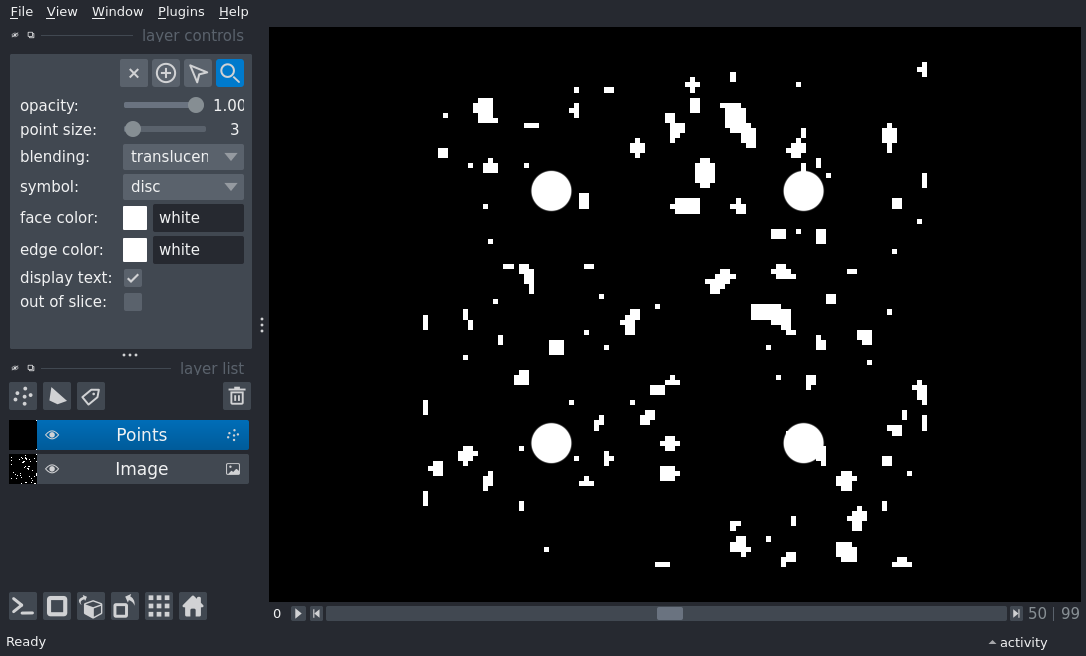 File View Window Plugins Help
layer controls
opacity: 1.00
point size: 3
blending: translucen
symbol: disc
face color: white
edge color: white
display text:
out of slice:
layer list
Points
Image
0 50 | 99
Ready activity